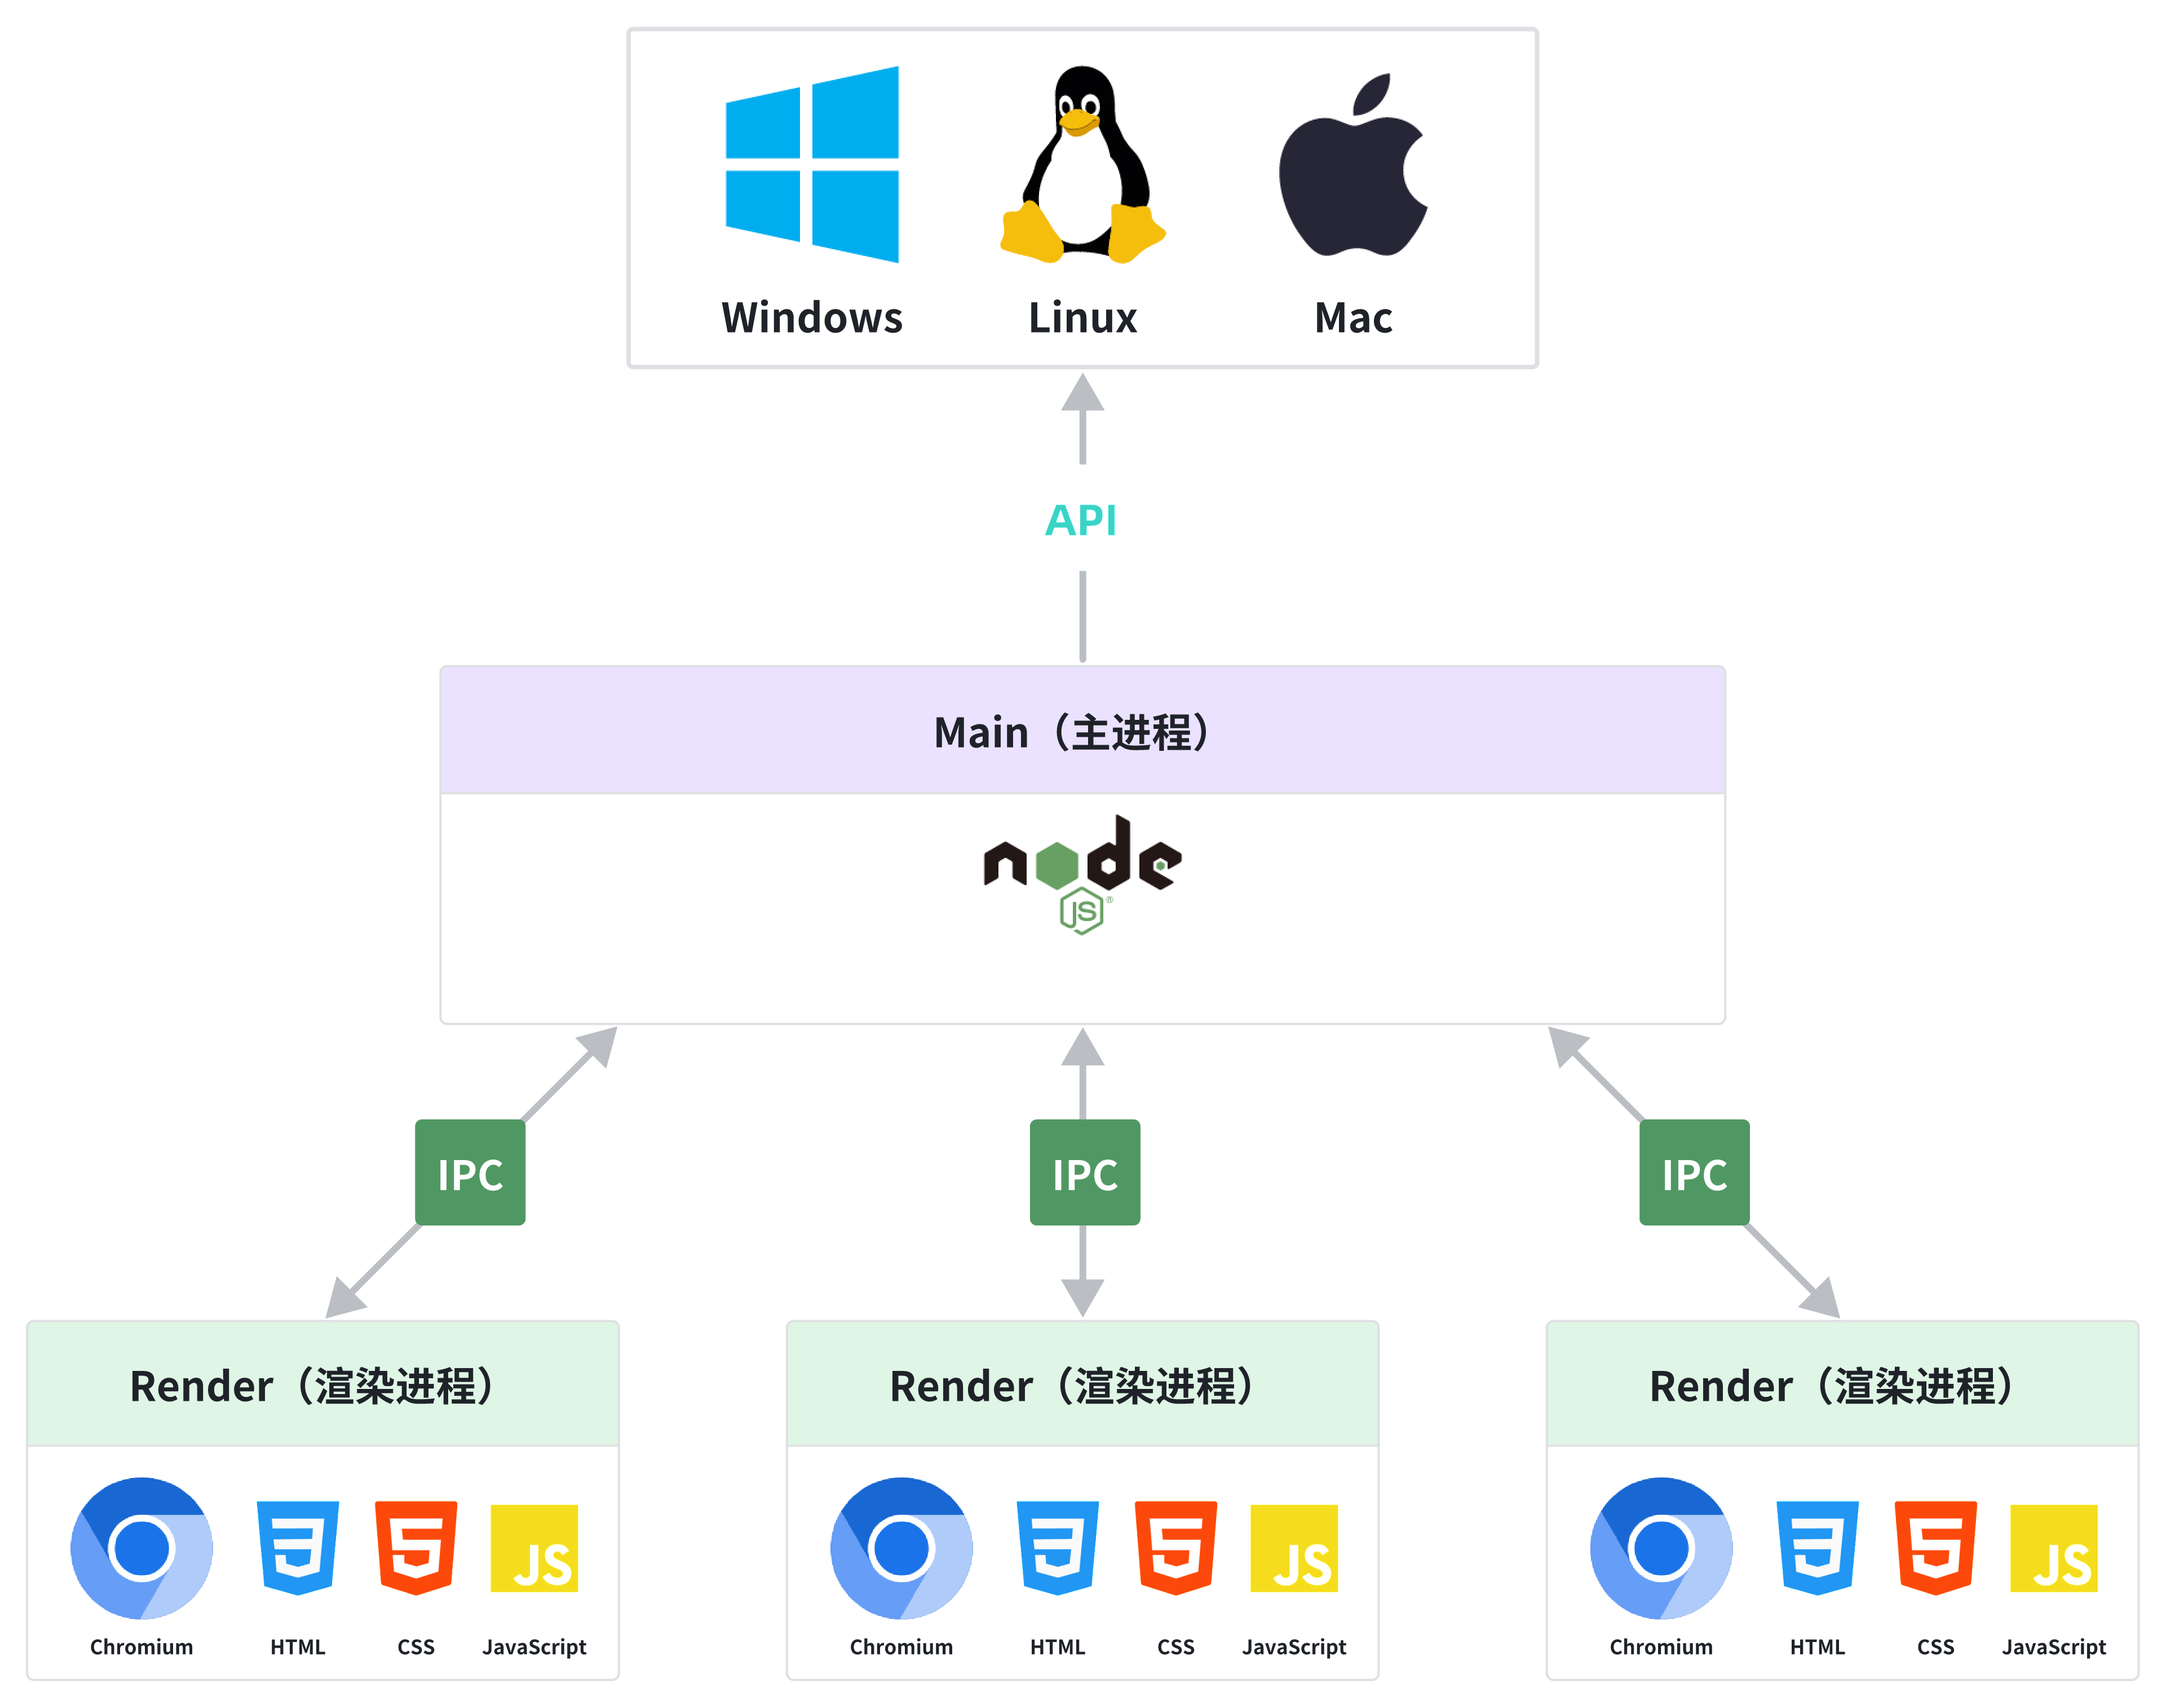 Windows Linux Mac
API
Main（主进程）
node
JS®
IPC IPC IPC
Render（渲染进程） Render（渲染进程） Render（渲染进程）
JS JS JS
Chromium HTML CSS JavaScript Chromium HTML CSS JavaScript Chromium HTML CSS JavaScript